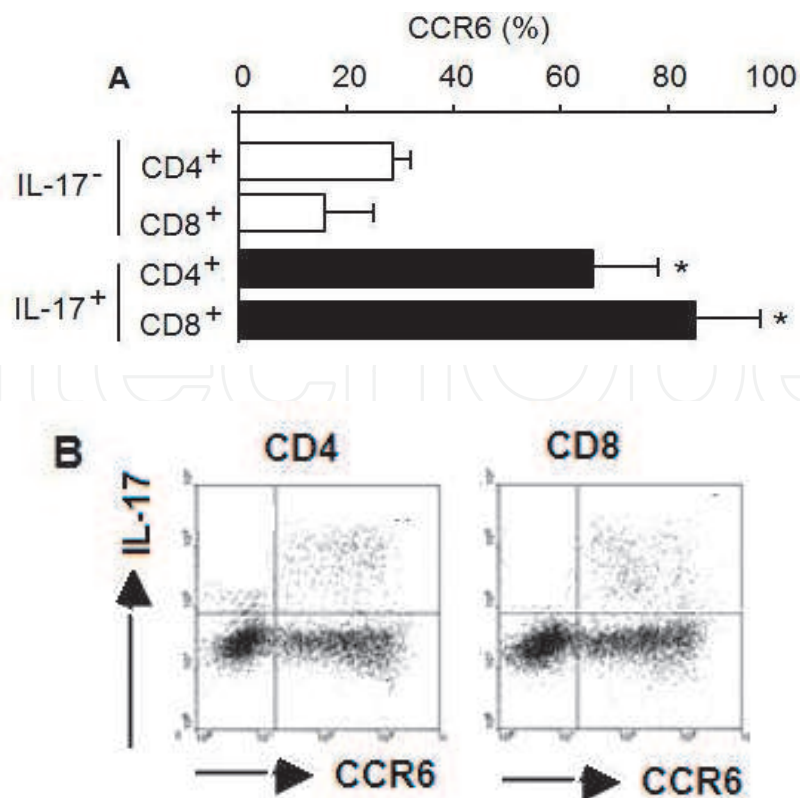 CCR6 (%)
A
0 20 40 60 80 100
IL-17-
CD4+
CD8+
*
IL-17+
CD4+
CD8+
*
B
CD4
CD8
IL-17
CCR6
CCR6